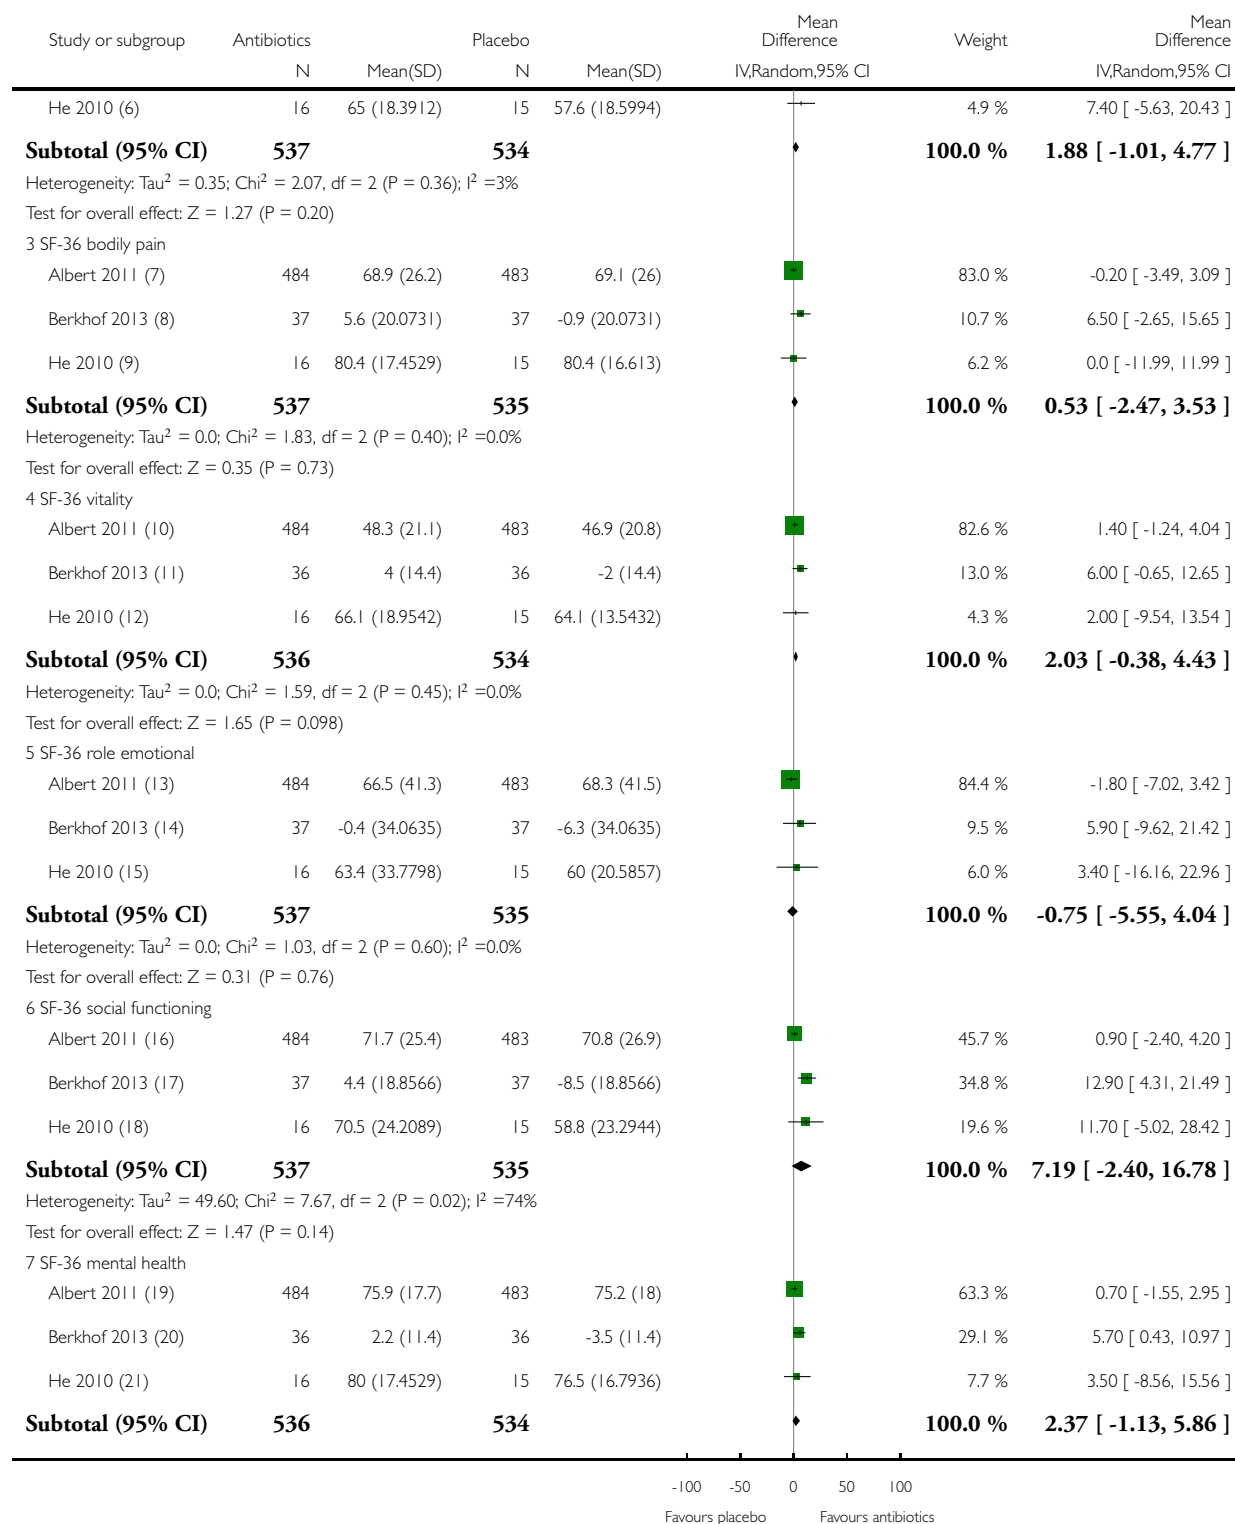 Mean Mean
Study or subgroup Antibiotics Placebo Difference Weight Difference
N Mean(SD) N Mean(SD) IV,Random,95% CI IV,Random,95% CI
He 2010 (6) 16 65 (18.3912) 15 57.6 (18.5994) 4.9 % 7.40 [ -5.63, 20.43 ]
Subtotal (95% CI) 537 534 100.0 % 1.88 [ -1.01, 4.77 ]
Heterogeneity: Tau² = 0.35; Chi² = 2.07, df = 2 (P = 0.36); I² =3%
Test for overall effect: Z = 1.27 (P = 0.20)
3 SF-36 bodily pain
Albert 2011 (7) 484 68.9 (26.2) 483 69.1 (26) 83.0 % -0.20 [ -3.49, 3.09 ]
Berkhof 2013 (8) 37 5.6 (20.0731) 37 -0.9 (20.0731) 10.7 % 6.50 [ -2.65, 15.65 ]
He 2010 (9) 16 80.4 (17.4529) 15 80.4 (16.613) 6.2 % 0.0 [ -11.99, 11.99 ]
Subtotal (95% CI) 537 535 100.0 % 0.53 [ -2.47, 3.53 ]
Heterogeneity: Tau² = 0.0; Chi² = 1.83, df = 2 (P = 0.40); I² =0.0%
Test for overall effect: Z = 0.35 (P = 0.73)
4 SF-36 vitality
Albert 2011 (10) 484 48.3 (21.1) 483 46.9 (20.8) 82.6 % 1.40 [ -1.24, 4.04 ]
Berkhof 2013 (11) 36 4 (14.4) 36 -2 (14.4) 13.0 % 6.00 [ -0.65, 12.65 ]
He 2010 (12) 16 66.1 (18.9542) 15 64.1 (13.5432) 4.3 % 2.00 [ -9.54, 13.54 ]
Subtotal (95% CI) 536 534 100.0 % 2.03 [ -0.38, 4.43 ]
Heterogeneity: Tau² = 0.0; Chi² = 1.59, df = 2 (P = 0.45); I² =0.0%
Test for overall effect: Z = 1.65 (P = 0.098)
5 SF-36 role emotional
Albert 2011 (13) 484 66.5 (41.3) 483 68.3 (41.5) 84.4 % -1.80 [ -7.02, 3.42 ]
Berkhof 2013 (14) 37 -0.4 (34.0635) 37 -6.3 (34.0635) 9.5 % 5.90 [ -9.62, 21.42 ]
He 2010 (15) 16 63.4 (33.7798) 15 60 (20.5857) 6.0 % 3.40 [ -16.16, 22.96 ]
Subtotal (95% CI) 537 535 100.0 % -0.75 [ -5.55, 4.04 ]
Heterogeneity: Tau² = 0.0; Chi² = 1.03, df = 2 (P = 0.60); I² =0.0%
Test for overall effect: Z = 0.31 (P = 0.76)
6 SF-36 social functioning
Albert 2011 (16) 484 71.7 (25.4) 483 70.8 (26.9) 45.7 % 0.90 [ -2.40, 4.20 ]
Berkhof 2013 (17) 37 4.4 (18.8566) 37 -8.5 (18.8566) 34.8 % 12.90 [ 4.31, 21.49 ]
He 2010 (18) 16 70.5 (24.2089) 15 58.8 (23.2944) 19.6 % 11.70 [ -5.02, 28.42 ]
Subtotal (95% CI) 537 535 100.0 % 7.19 [ -2.40, 16.78 ]
Heterogeneity: Tau² = 49.60; Chi² = 7.67, df = 2 (P = 0.02); I² =74%
Test for overall effect: Z = 1.47 (P = 0.14)
7 SF-36 mental health
Albert 2011 (19) 484 75.9 (17.7) 483 75.2 (18) 63.3 % 0.70 [ -1.55, 2.95 ]
Berkhof 2013 (20) 36 2.2 (11.4) 36 -3.5 (11.4) 29.1 % 5.70 [ 0.43, 10.97 ]
He 2010 (21) 16 80 (17.4529) 15 76.5 (16.7936) 7.7 % 3.50 [ -8.56, 15.56 ]
Subtotal (95% CI) 536 534 100.0 % 2.37 [ -1.13, 5.86 ]
-100 -50 0 50 100
Favours placebo Favours antibiotics